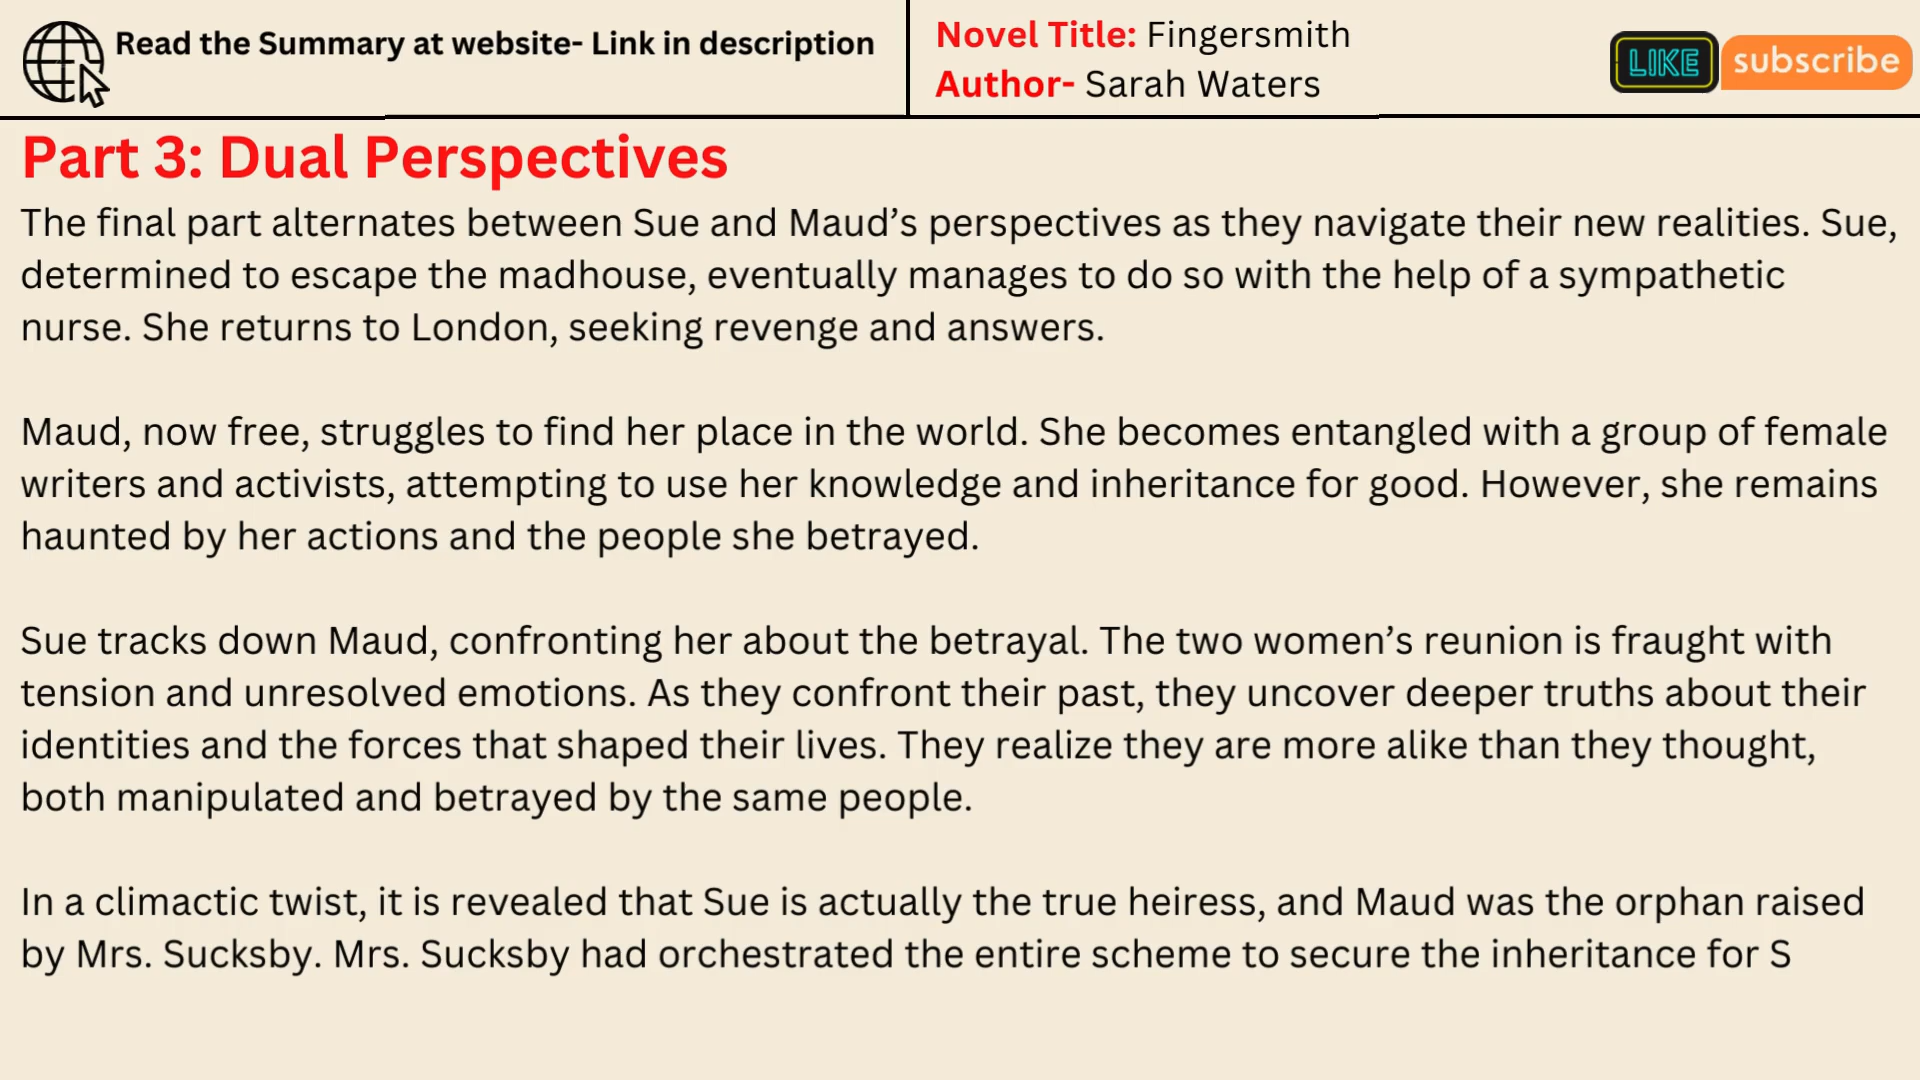 Read the Summary at website- Link in description
Novel Title: Fingersmith
Author- Sarah Waters
LIKE
subscribe
Part 3: Dual Perspectives
The final part alternates between Sue and Maud’s perspectives as they navigate their new realities. Sue,
determined to escape the madhouse, eventually manages to do so with the help of a sympathetic
nurse. She returns to London, seeking revenge and answers.
Maud, now free, struggles to find her place in the world. She becomes entangled with a group of female
writers and activists, attempting to use her knowledge and inheritance for good. However, she remains
haunted by her actions and the people she betrayed.
Sue tracks down Maud, confronting her about the betrayal. The two women’s reunion is fraught with
tension and unresolved emotions. As they confront their past, they uncover deeper truths about their
identities and the forces that shaped their lives. They realize they are more alike than they thought,
both manipulated and betrayed by the same people.
In a climactic twist, it is revealed that Sue is actually the true heiress, and Maud was the orphan raised
by Mrs. Sucksby. Mrs. Sucksby had orchestrated the entire scheme to secure the inheritance for S